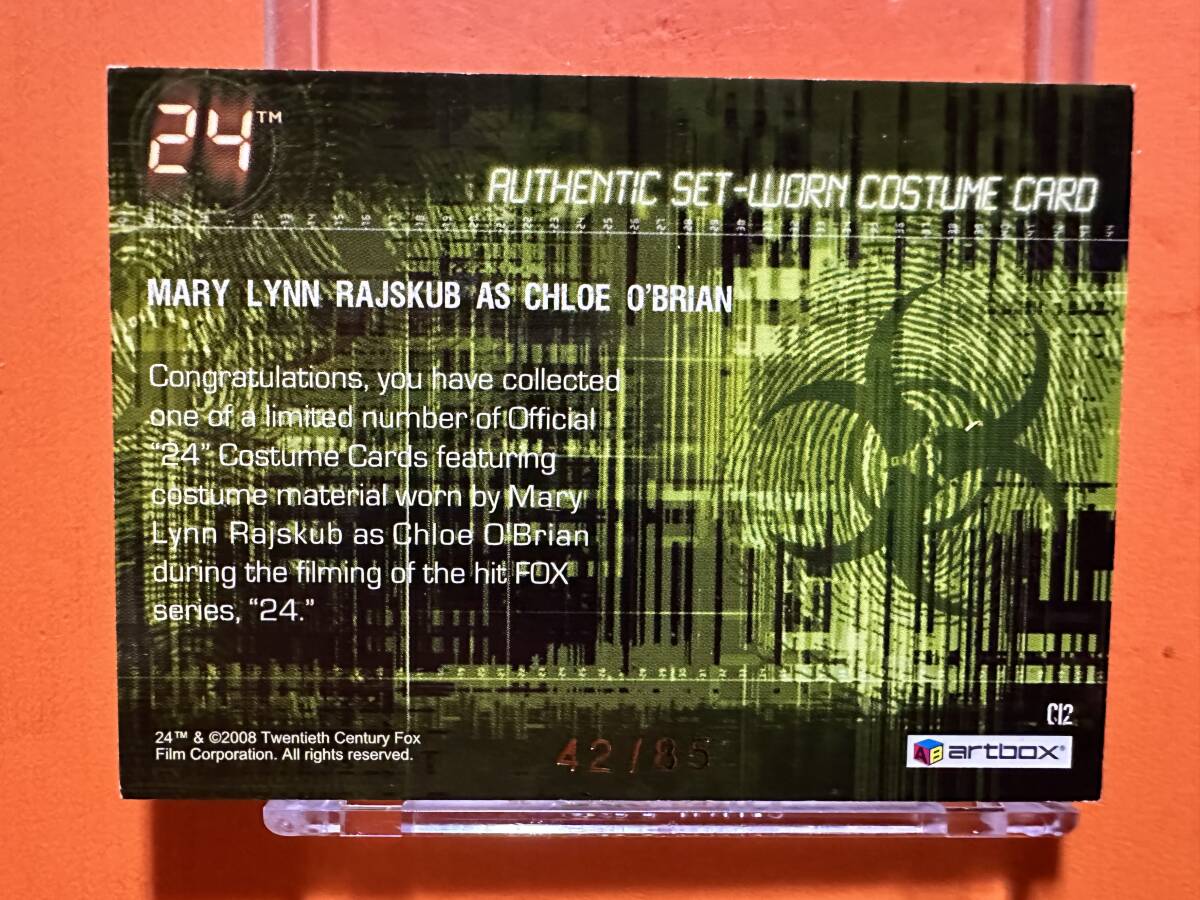 24™
AUTHENTIC SET-WORN COSTUME CARD
MARY LYNN RAJSKUB AS CHLOE O'BRIAN
Congratulations, you have collected
one of a limited number of Official
"24" Costume Cards featuring
costume material worn by Mary
Lynn Rajskub as Chloe O'Brian
during the filming of the hit FOX
series, "24."
C12
24™ & ©2008 Twentieth Century Fox
Film Corporation. All rights reserved.
42/85
AB artbox®